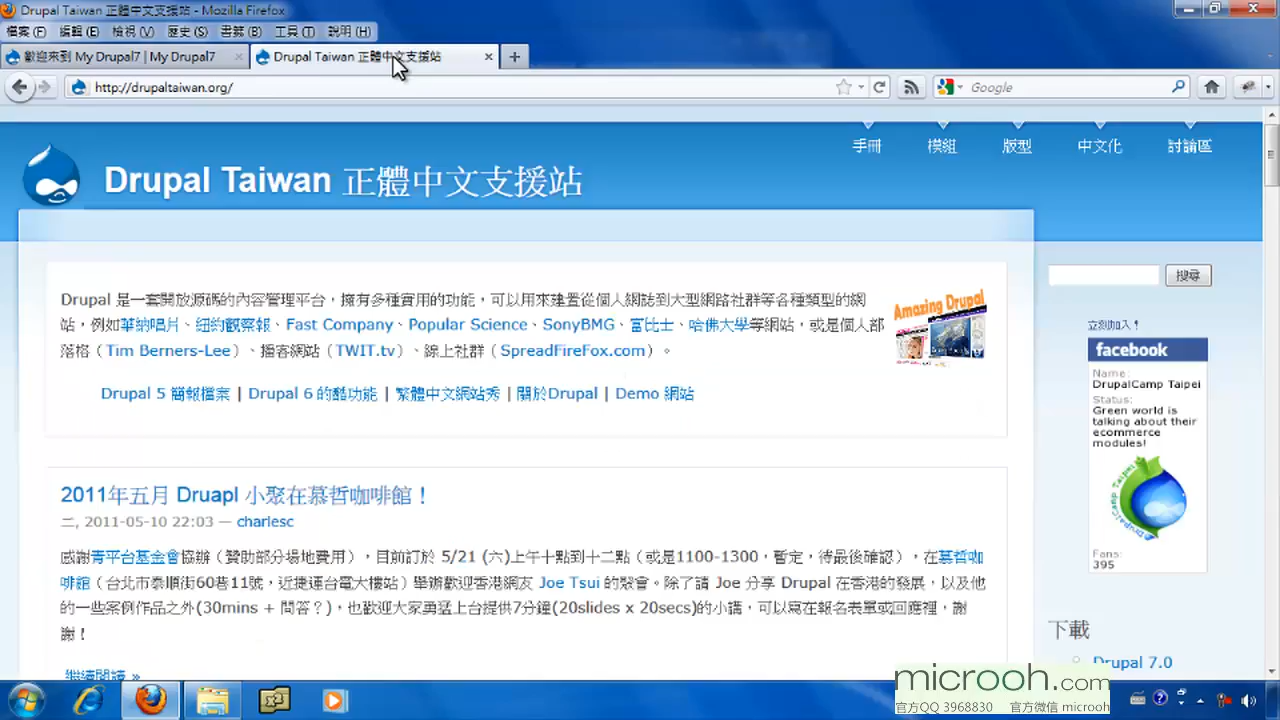 Drupal Taiwan 正體中文支援站 - Mozilla Firefox
檔案 (F) 編輯 (E) 檢視 (V) 歷史 (S) 書籤 (B) 工具 (T) 說明 (H)
歡迎來到 My Drupal7 | My Drupal7
Drupal Taiwan 正體中文支援站
http://drupaltaiwan.org/
Google
手冊 模組 版型 中文化 討論區
Drupal Taiwan 正體中文支援站
Drupal 是一套開放源碼的內容管理平台，擁有多種實用的功能，可以用來建置從個人網誌到大型網路社群等各種類型的網
站，例如華納唱片、紐約觀察報、Fast Company、Popular Science、SonyBMG、富比士、哈佛大學等網站，或是個人部
落格（Tim Berners-Lee）、播客網站（TWIT.tv）、線上社群（SpreadFireFox.com）。
Amazing Drupal
Drupal 5 簡報檔案 | Drupal 6 的酷功能 | 繁體中文網站秀 | 關於Drupal | Demo 網站
2011年五月 Druapl 小聚在慕哲咖啡館！
二, 2011-05-10 22:03 — charlesc
感謝青平台基金會協辦（贊助部分場地費用），目前訂於 5/21 (六)上午十點到十二點（或是1100-1300，暫定，待最後確認），在慕哲咖
啡館（台北市泰順街60巷11號，近捷運台電大樓站）舉辦歡迎香港網友 Joe Tsui 的聚會。除了請 Joe 分享 Drupal 在香港的發展，以及他
的一些案例作品之外(30mins + 問答？)，也歡迎大家勇猛上台提供7分鐘(20slides x 20secs)的小講，可以寫在報名表單或回應裡，謝
謝！
繼續閱讀 »
搜尋
立刻加入！
facebook
Name:
DrupalCamp Taipei
Status:
Green world is
talking about their
ecommerce
modules!
DrupalCamp Taipei
Fans:
395
下載
Drupal 7.0
microoh.com
官方QQ 3968830 官方微信 microoh